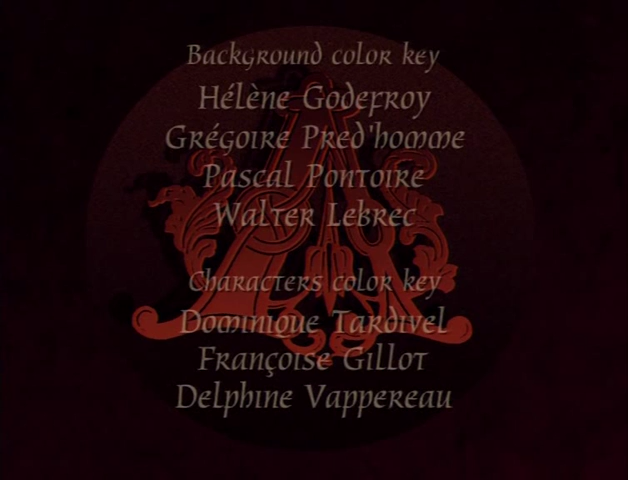 Background color key
Hélène Godefroy
Grégoire Pred'homme
Pascal Pontoire
Walter Lebrec
Characters color key
Dominique Tardivel
Françoise Gillot
Delphine Vappereau